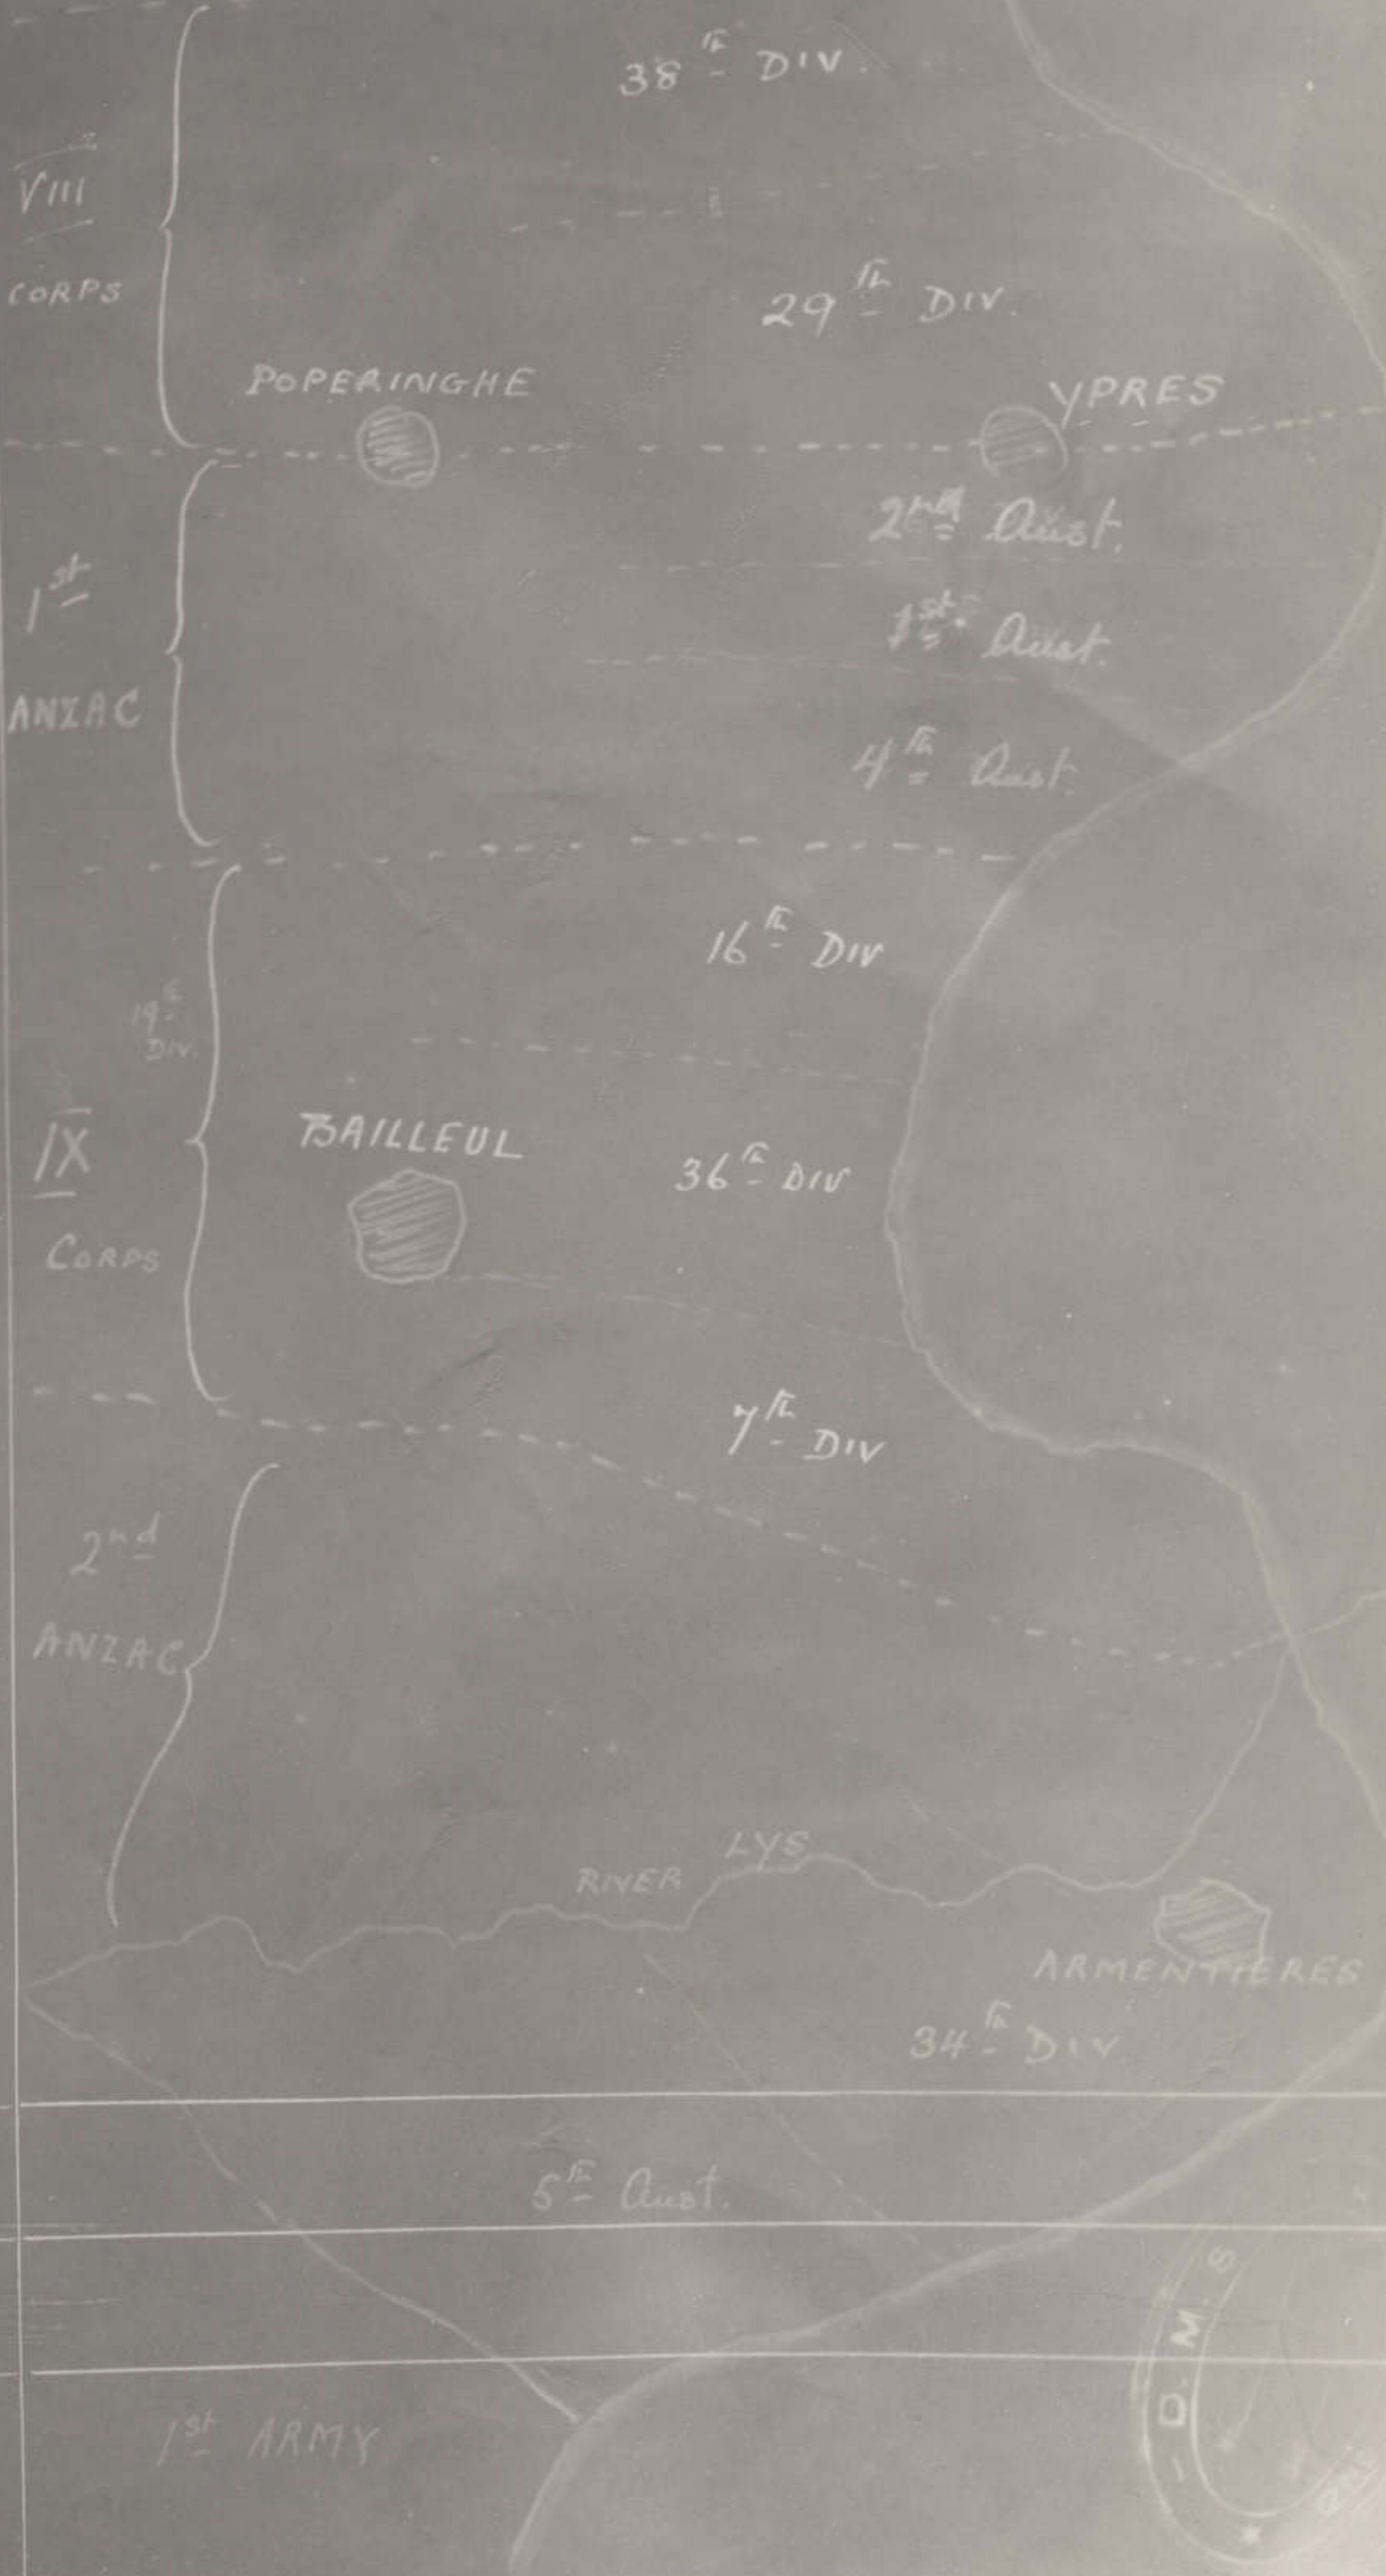 38th DIV.
VIII
CORPS
29th DIV.
POPERINGHE
YPRES
2nd Aust.
1st
1st Aust.
ANZAC
4th Aust.
16th DIV
19th
DIV.
IX
CORPS
BAILLEUL
36th DIV
7th DIV
2nd
ANZAC
RIVER LYS
ARMENTIERES
34th DIV
5th Aust.
1st ARMY
D.M.S